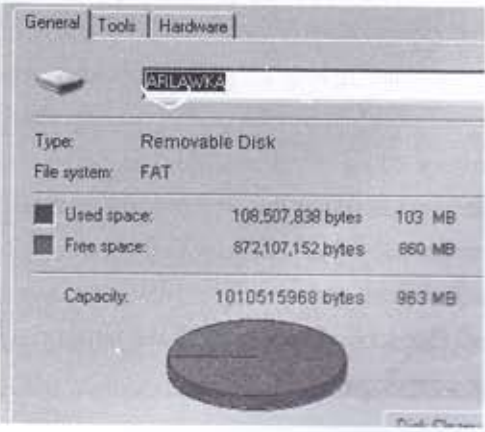 General Tools Hardware
ARLAWKA
Type: Removable Disk
File system: FAT
Used space: 108,507,838 bytes 103 MB
Free space: 872,107,152 bytes 860 MB
Capacity: 1010515968 bytes 963 MB
Disk